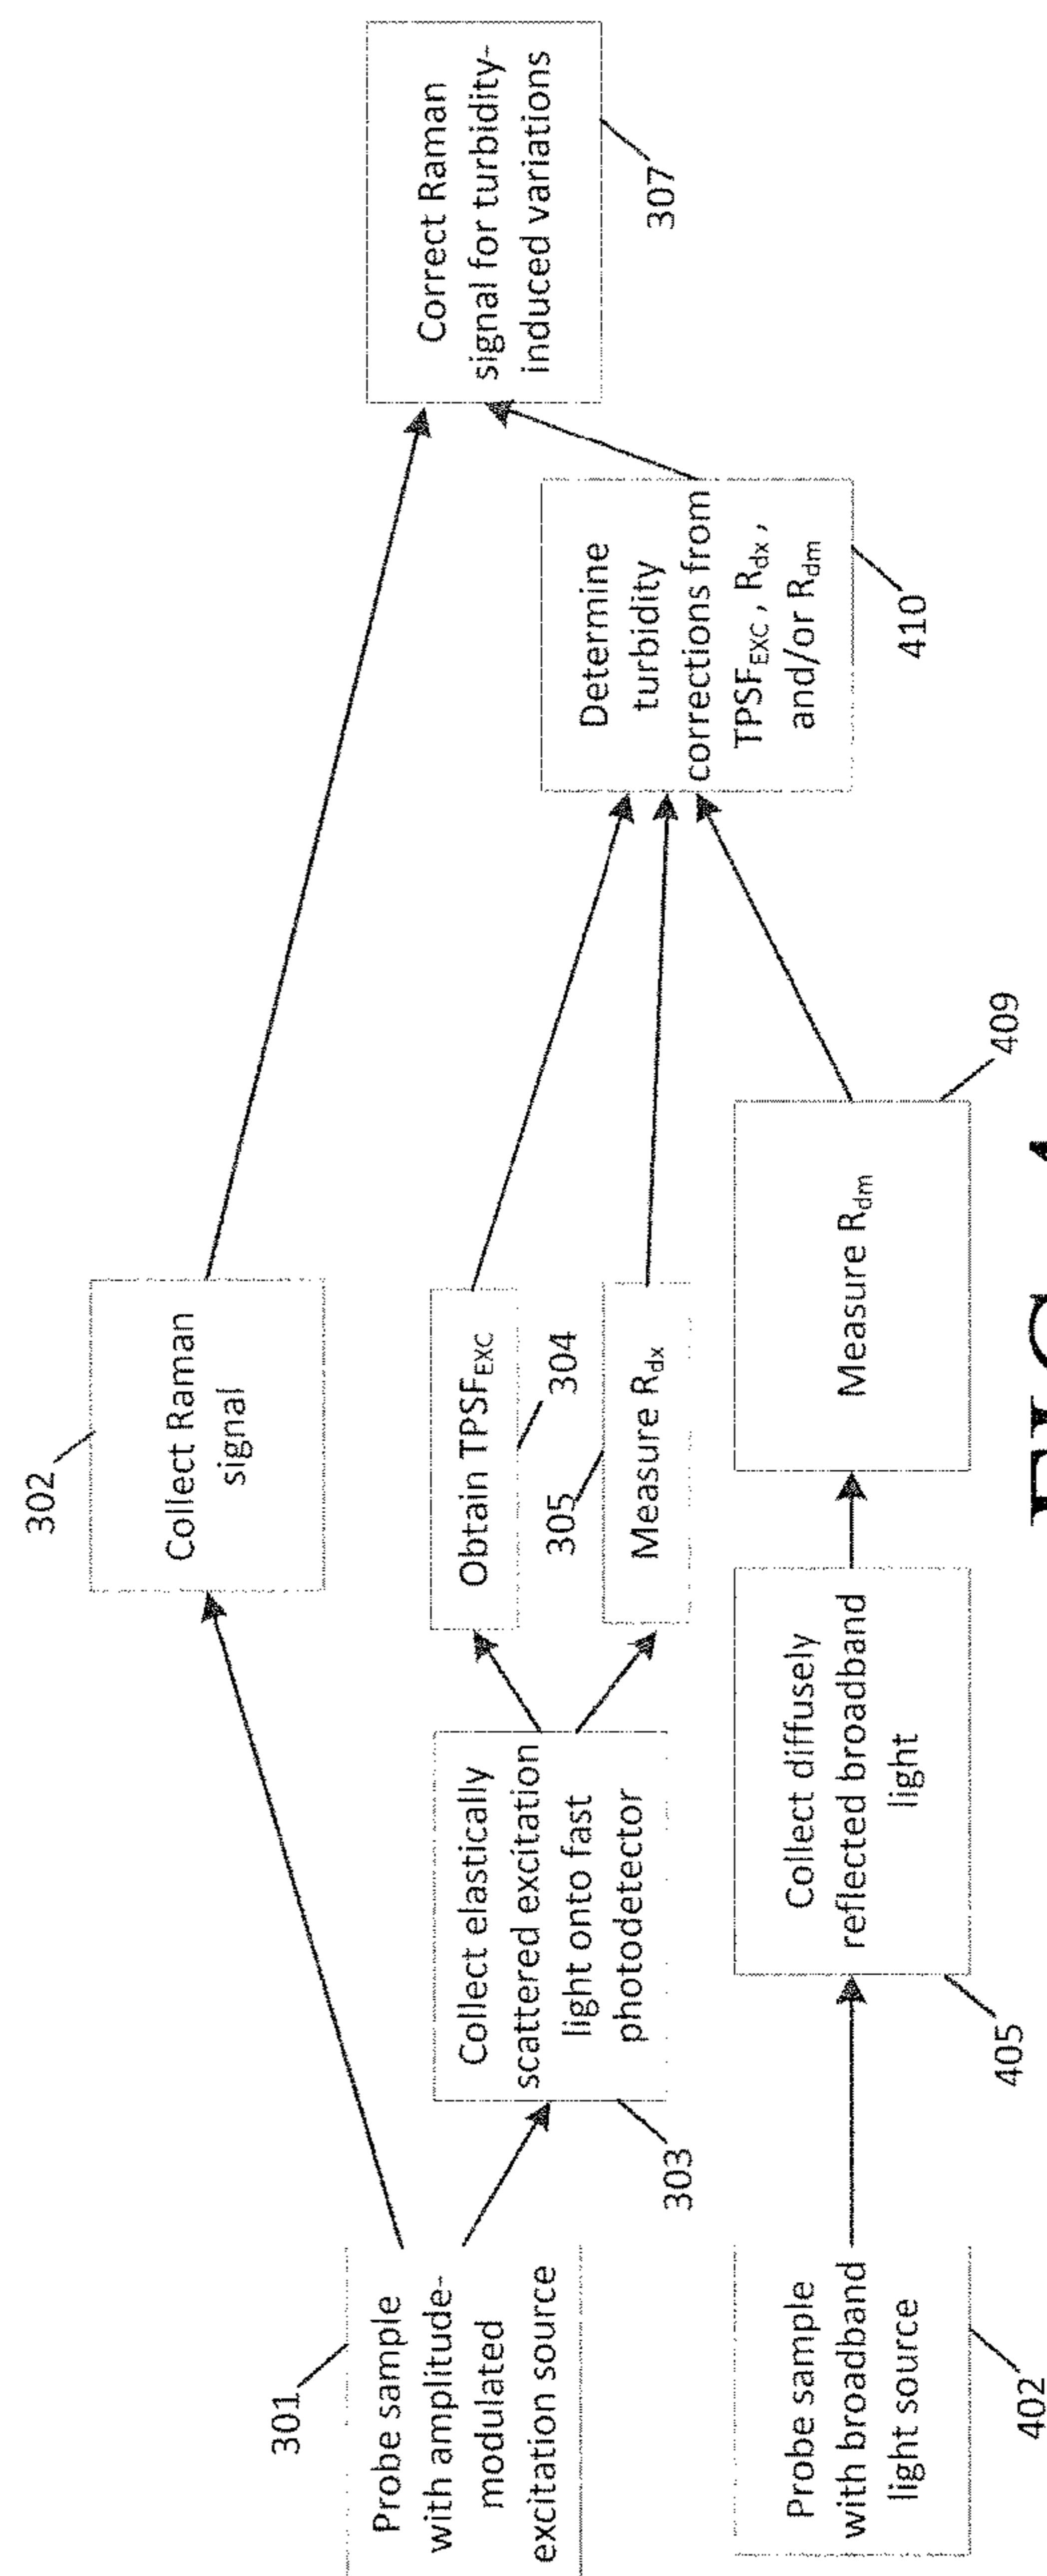 301
Probe sample
with amplitude-
modulated
excitation source
302
Collect Raman
signal
303
Collect elastically
scattered excitation
light onto fast
photodetector
Obtain TPSF_EXC
304
305
Measure R_dx
402
Probe sample
with broadband
light source
405
Collect diffusely
reflected broadband
light
Measure R_dm
409
Determine
turbidity
corrections from
TPSF_EXC , R_dx ,
and/or R_dm
410
Correct Raman
signal for turbidity-
induced variations
307